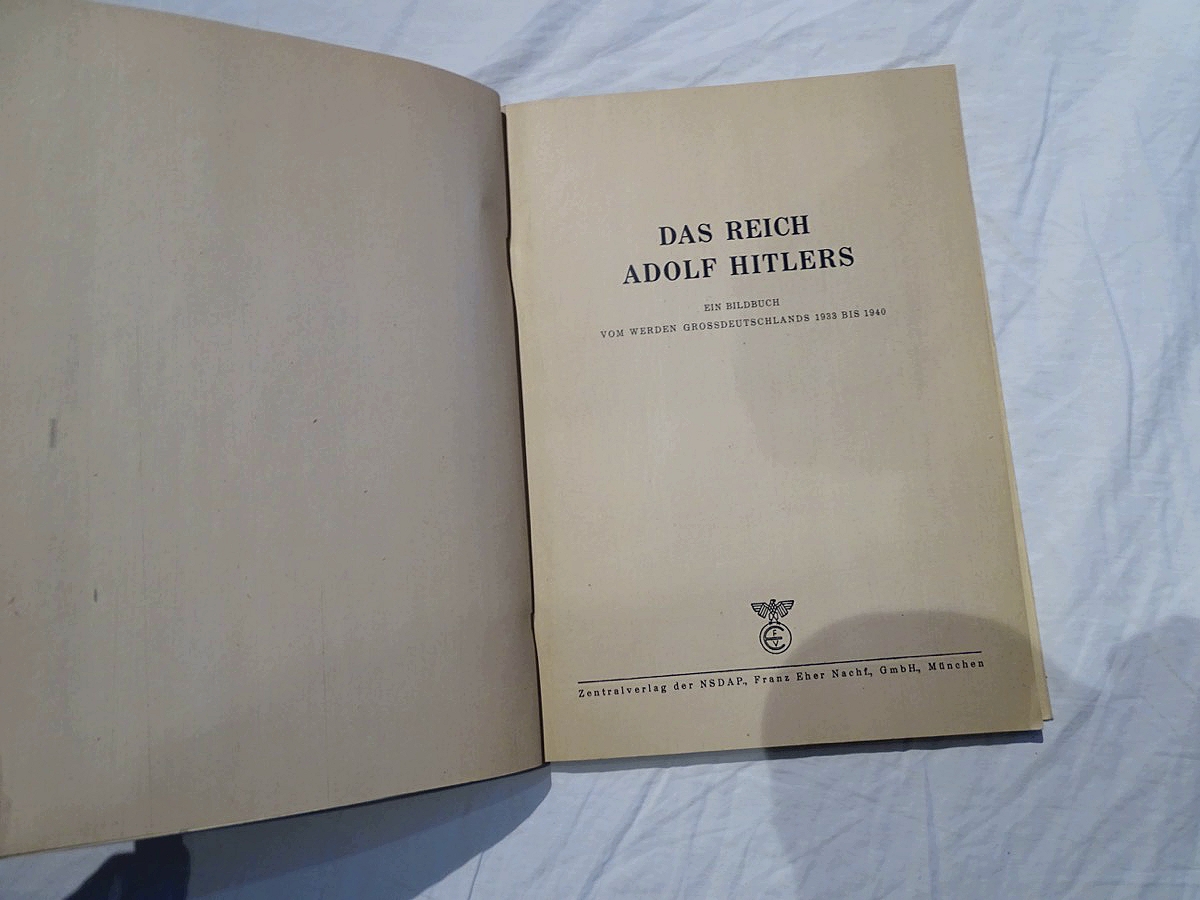 DAS REICH
ADOLF HITLERS
EIN BILDBUCH
VOM WERDEN GROSSDEUTSCHLANDS 1933 BIS 1940
F
V
Zentralverlag der NSDAP., Franz Eher Nachf., GmbH., München